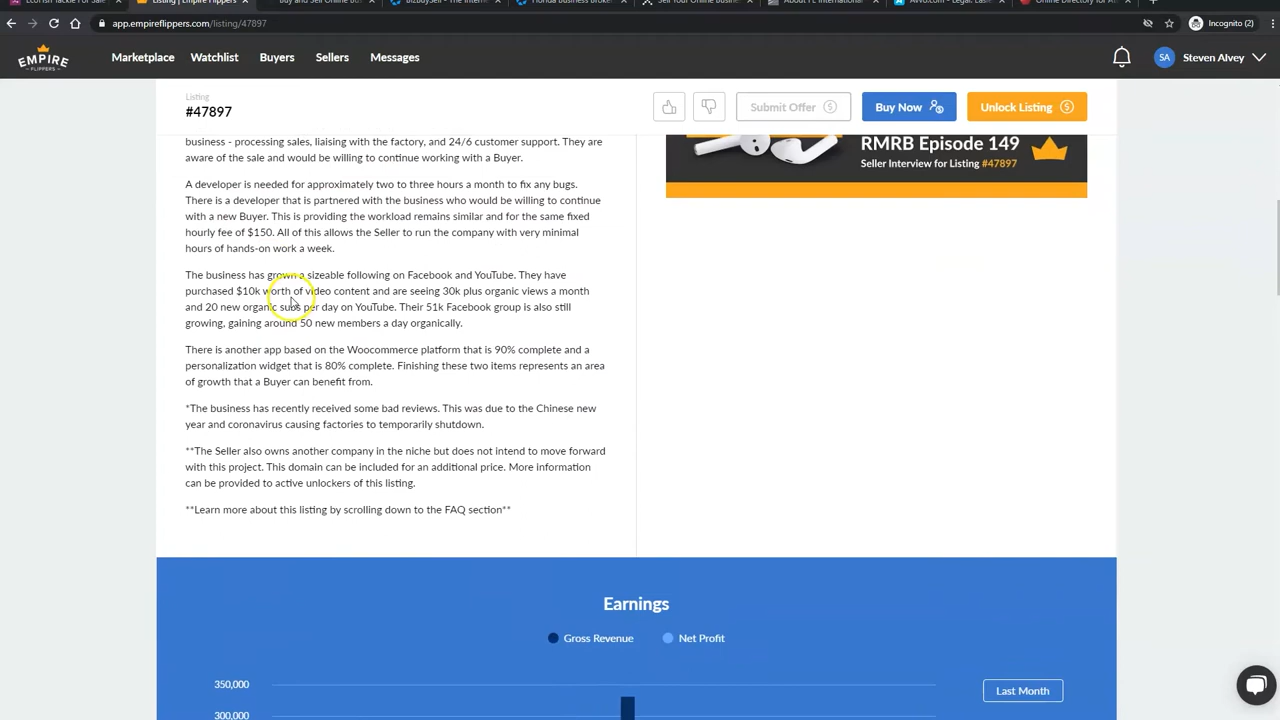 Listing | Empire Flippers
app.empireflippers.com/listing/47897
Incognito (2)
EMPIRE
FLIPPERS
Marketplace
Watchlist
Buyers
Sellers
Messages
SA
Steven Alvey
Listing
#47897
Submit Offer
Buy Now
Unlock Listing
business - processing sales, liaising with the factory, and 24/6 customer support. They are
aware of the sale and would be willing to continue working with a Buyer.
A developer is needed for approximately two to three hours a month to fix any bugs.
There is a developer that is partnered with the business who would be willing to continue
with a new Buyer. This is providing the workload remains similar and for the same fixed
hourly fee of $150. All of this allows the Seller to run the company with very minimal
hours of hands-on work a week.
The business has grown a sizeable following on Facebook and YouTube. They have
purchased $10k worth of video content and are seeing 30k plus organic views a month
and 20 new organic subs per day on YouTube. Their 51k Facebook group is also still
growing, gaining around 50 new members a day organically.
There is another app based on the Woocommerce platform that is 90% complete and a
personalization widget that is 80% complete. Finishing these two items represents an area
of growth that a Buyer can benefit from.
*The business has recently received some bad reviews. This was due to the Chinese new
year and coronavirus causing factories to temporarily shutdown.
**The Seller also owns another company in the niche but does not intend to move forward
with this project. This domain can be included for an additional price. More information
can be provided to active unlockers of this listing.
**Learn more about this listing by scrolling down to the FAQ section**
RMRB Episode 149
Seller Interview for Listing #47897
Earnings
Gross Revenue
Net Profit
350,000
Last Month
300,000